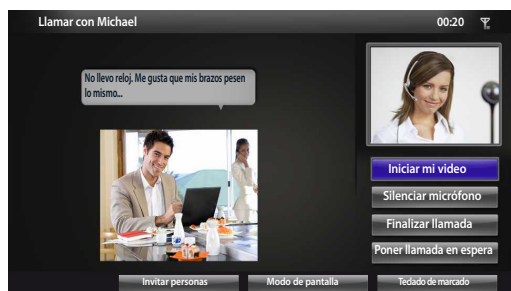 Llamar con Michael
00:20
No llevo reloj. Me gusta que mis brazos pesen
lo mismo...
Iniciar mi video
Silenciar micrófono
Finalizar llamada
Poner llamada en espera
Invitar personas
Modo de pantalla
Teclado de marcado